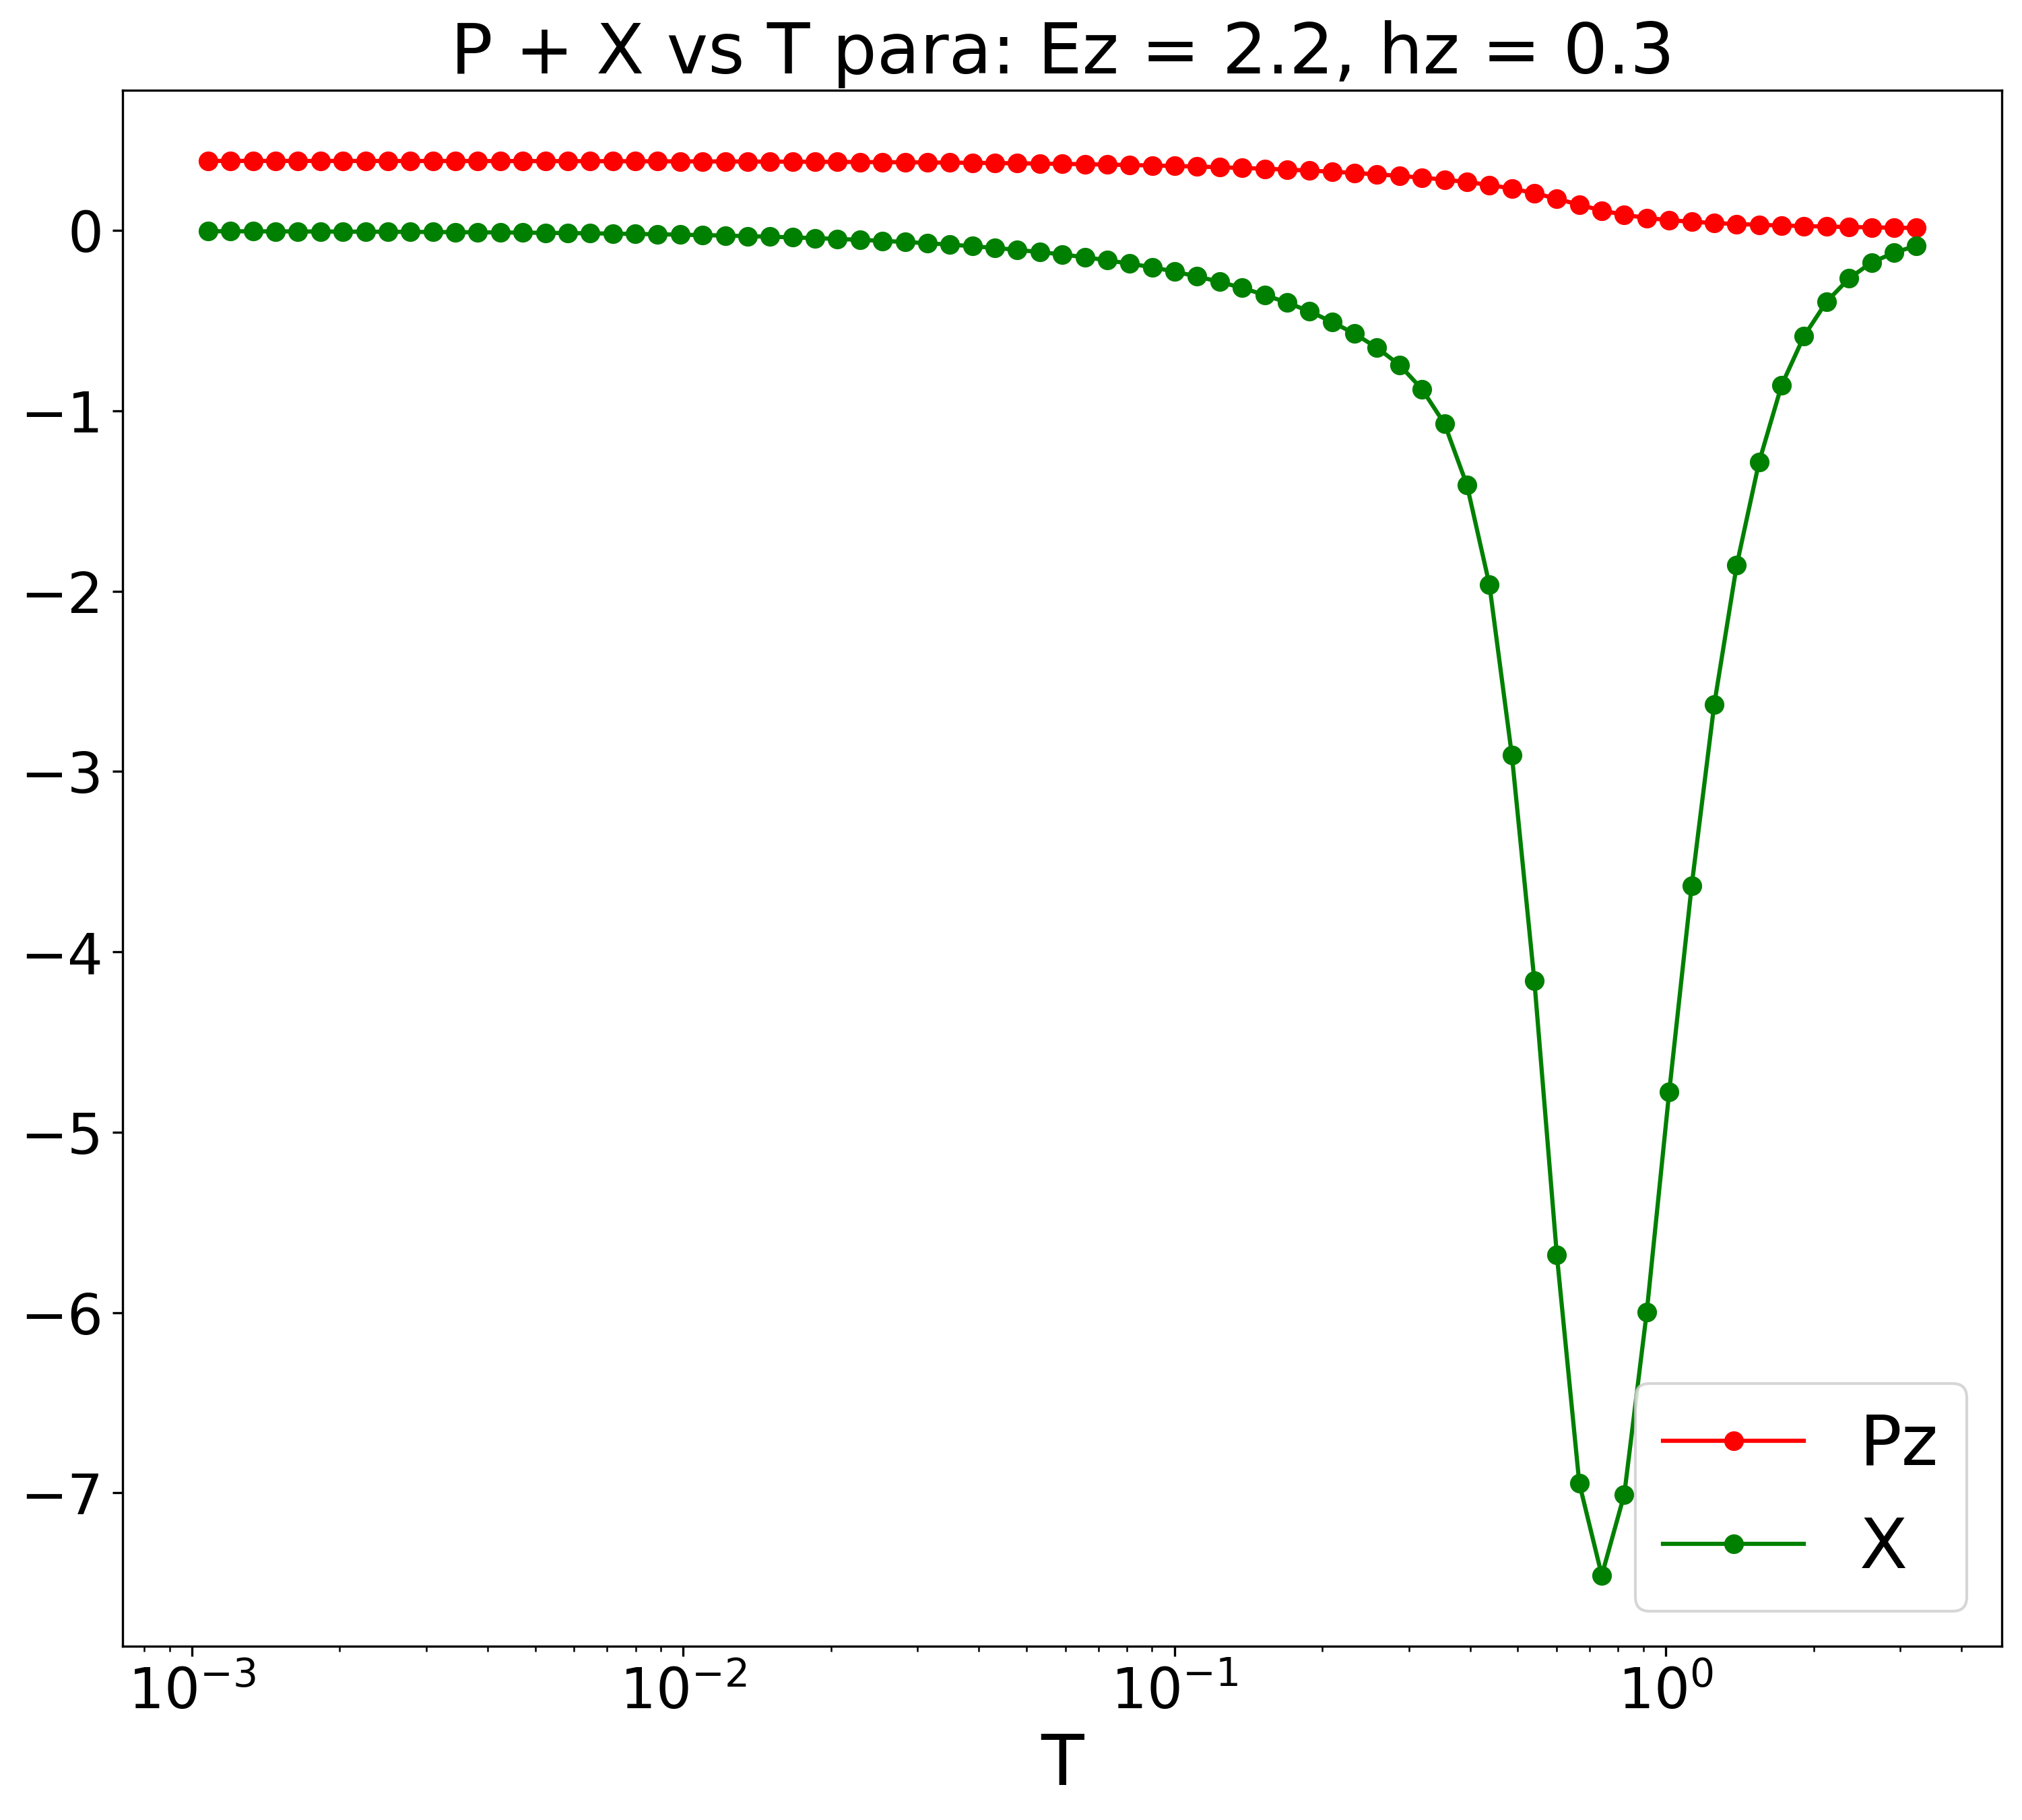 P + X vs T para: Ez = 2.2, hz = 0.3
0
−1
−2
−3
−4
−5
−6
−7
Pz
X
10⁻³ 10⁻² 10⁻¹ 10⁰
T